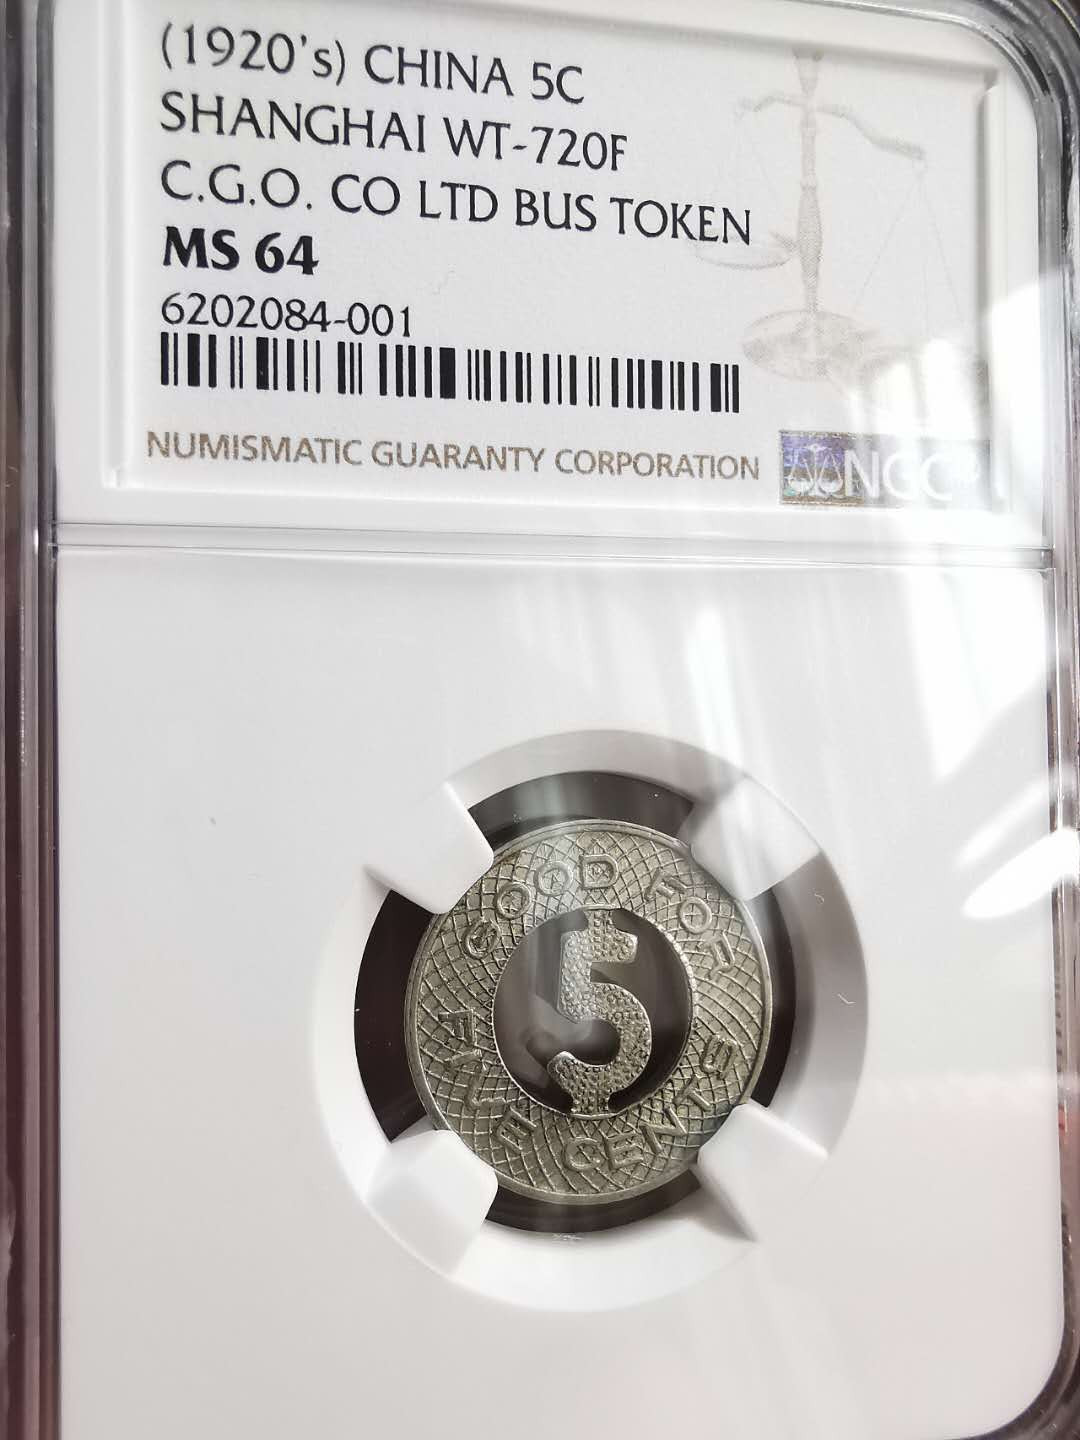 (1920's) CHINA 5C
SHANGHAI WT-720F
C.G.O. CO LTD BUS TOKEN
MS 64
6202084-001
NUMISMATIC GUARANTY CORPORATION
NGC
GOOD FOR
5
FIVE CENTS